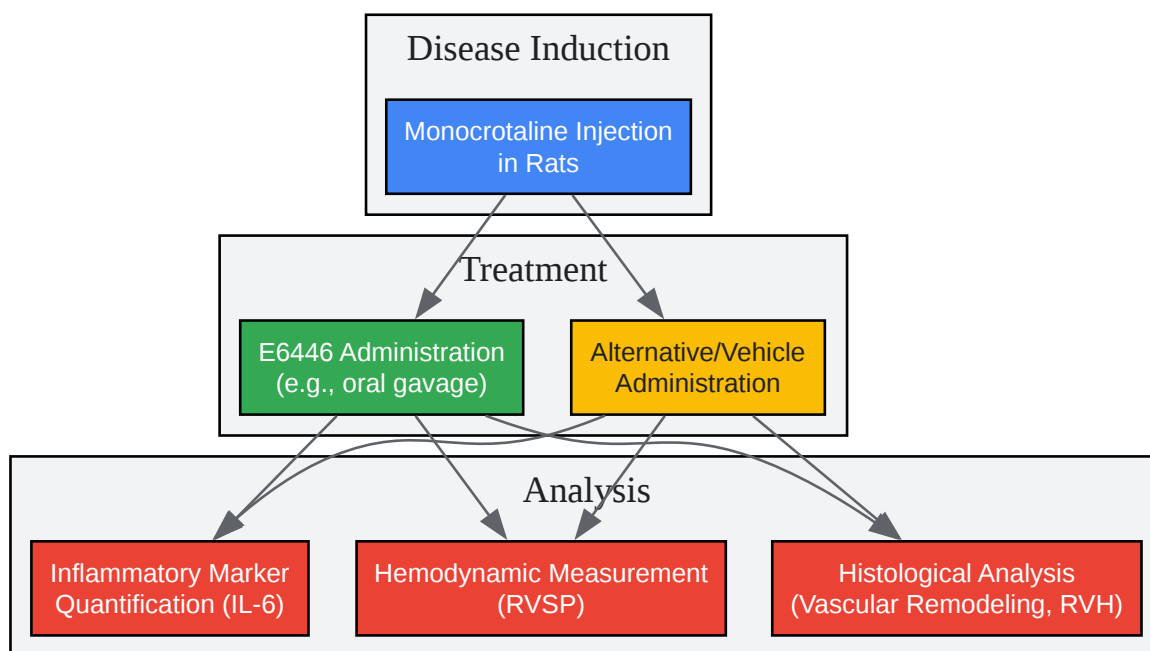 Disease Induction
Monocrotaline Injection
in Rats
Treatment
E6446 Administration
(e.g., oral gavage)
Alternative/Vehicle
Administration
Analysis
Inflammatory Marker
Quantification (IL-6)
Hemodynamic Measurement
(RVSP)
Histological Analysis
(Vascular Remodeling, RVH)